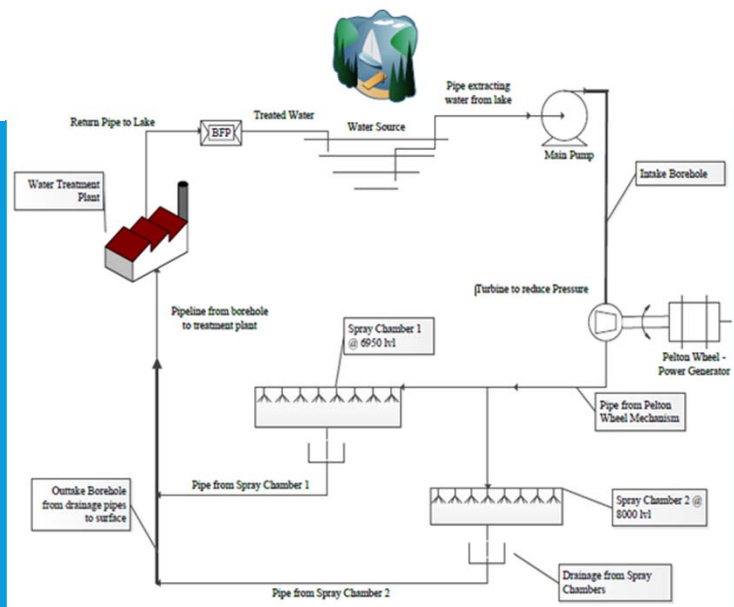 Pipe extracting
water from lake
Return Pipe to Lake
Treated Water
BFP
Water Source
Main Pump
Water Treatment
Plant
Intake Borehole
Turbine to reduce Pressure
Pipeline from borehole
to treatment plant
Spray Chamber 1
@ 6950 lvl
Pelton Wheel -
Power Generator
Pipe from Pelton
Wheel Mechanism
Pipe from Spray Chamber 1
Outtake Borehole
from drainage pipes
to surface
Spray Chamber 2 @
8000 lvl
Drainage from Spray
Chambers
Pipe from Spray Chamber 2